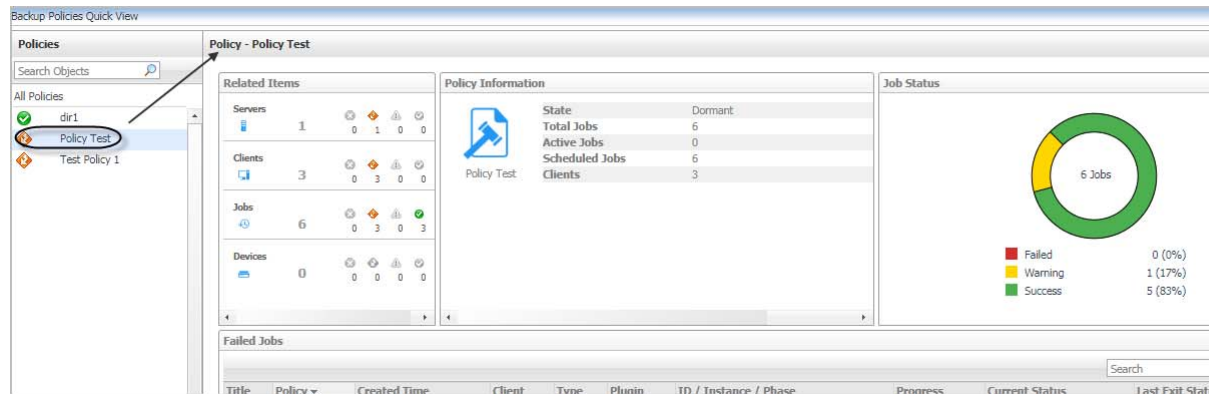 Backup Policies Quick View
Policies
Search Objects
All Policies
dir1
Policy Test
Test Policy 1
Policy - Policy Test
Related Items
Servers
1
0 1 0 0
Clients
3
0 3 0 0
Jobs
6
0 3 0 3
Devices
0
0 0 0 0
Policy Information
Policy Test
State Dormant
Total Jobs 6
Active Jobs 0
Scheduled Jobs 6
Clients 3
Job Status
6 Jobs
Failed 0 (0%)
Warning 1 (17%)
Success 5 (83%)
Failed Jobs
Search
Title Policy Created Time Client Type Plugin ID / Instance / Phase Progress Current Status Last Exit Stat